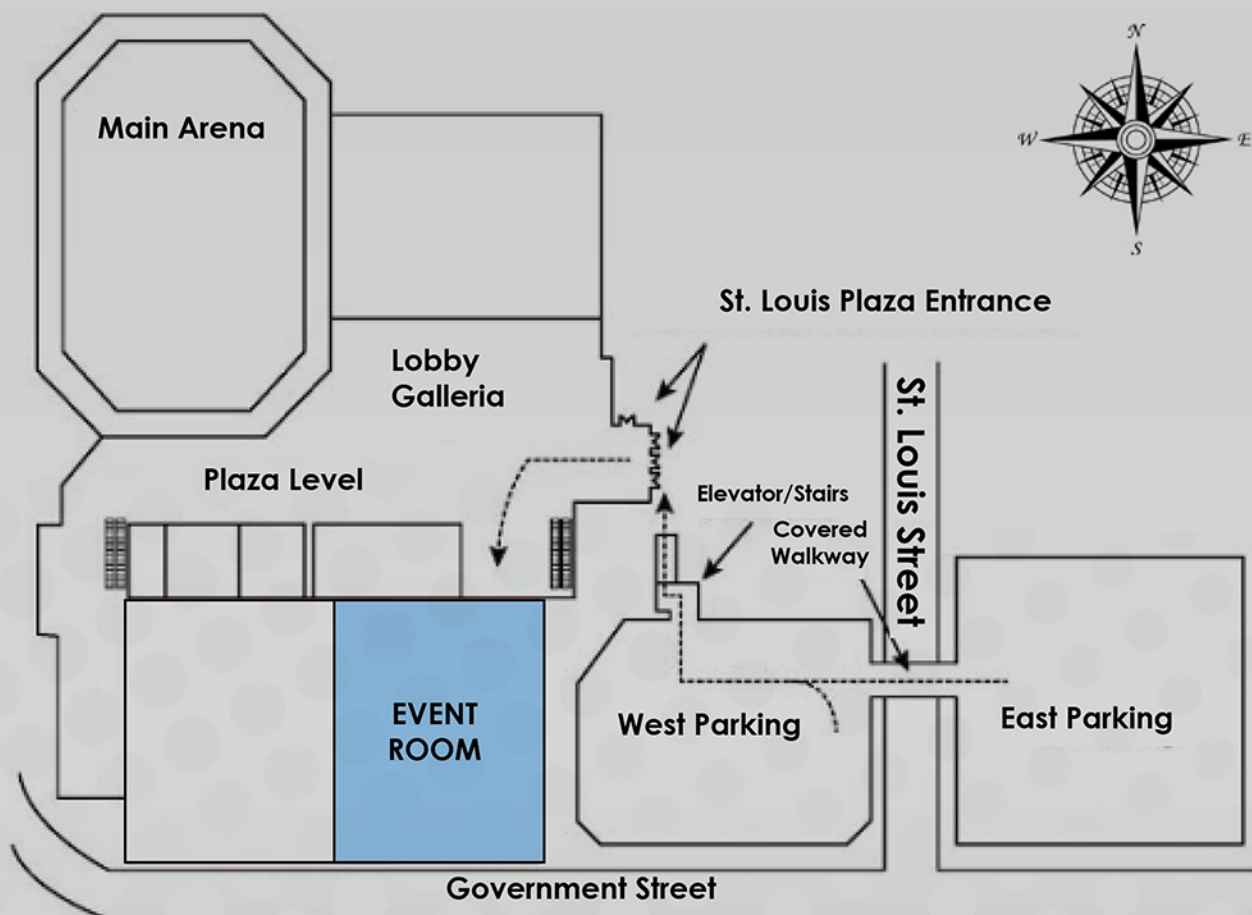 N
Main Arena
W
E
S
St. Louis Plaza Entrance
Lobby
Galleria
St. Louis Street
Plaza Level
Elevator/Stairs
Covered
Walkway
EVENT
ROOM
West Parking
East Parking
Government Street